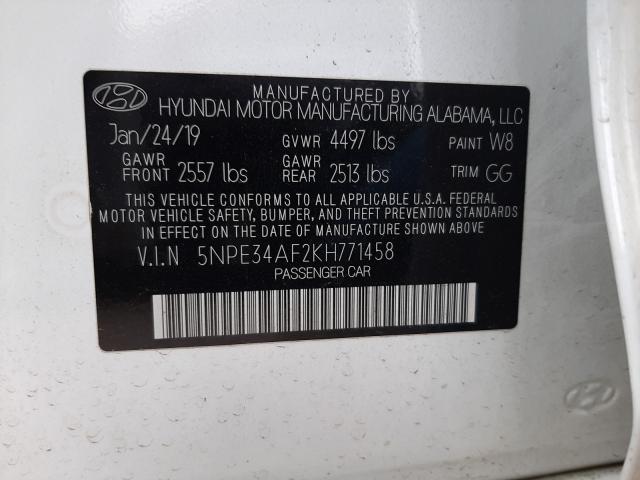 MANUFACTURED BY
HYUNDAI MOTOR MANUFACTURING ALABAMA, LLC
Jan/24/19 GVWR 4497 lbs PAINT W8
GAWR FRONT 2557 lbs GAWR REAR 2513 lbs TRIM GG
THIS VEHICLE CONFORMS TO ALL APPLICABLE U.S.A. FEDERAL
MOTOR VEHICLE SAFETY, BUMPER, AND THEFT PREVENTION STANDARDS
IN EFFECT ON THE DATE OF MANUFACTURE SHOWN ABOVE.
V.I.N 5NPE34AF2KH771458
PASSENGER CAR